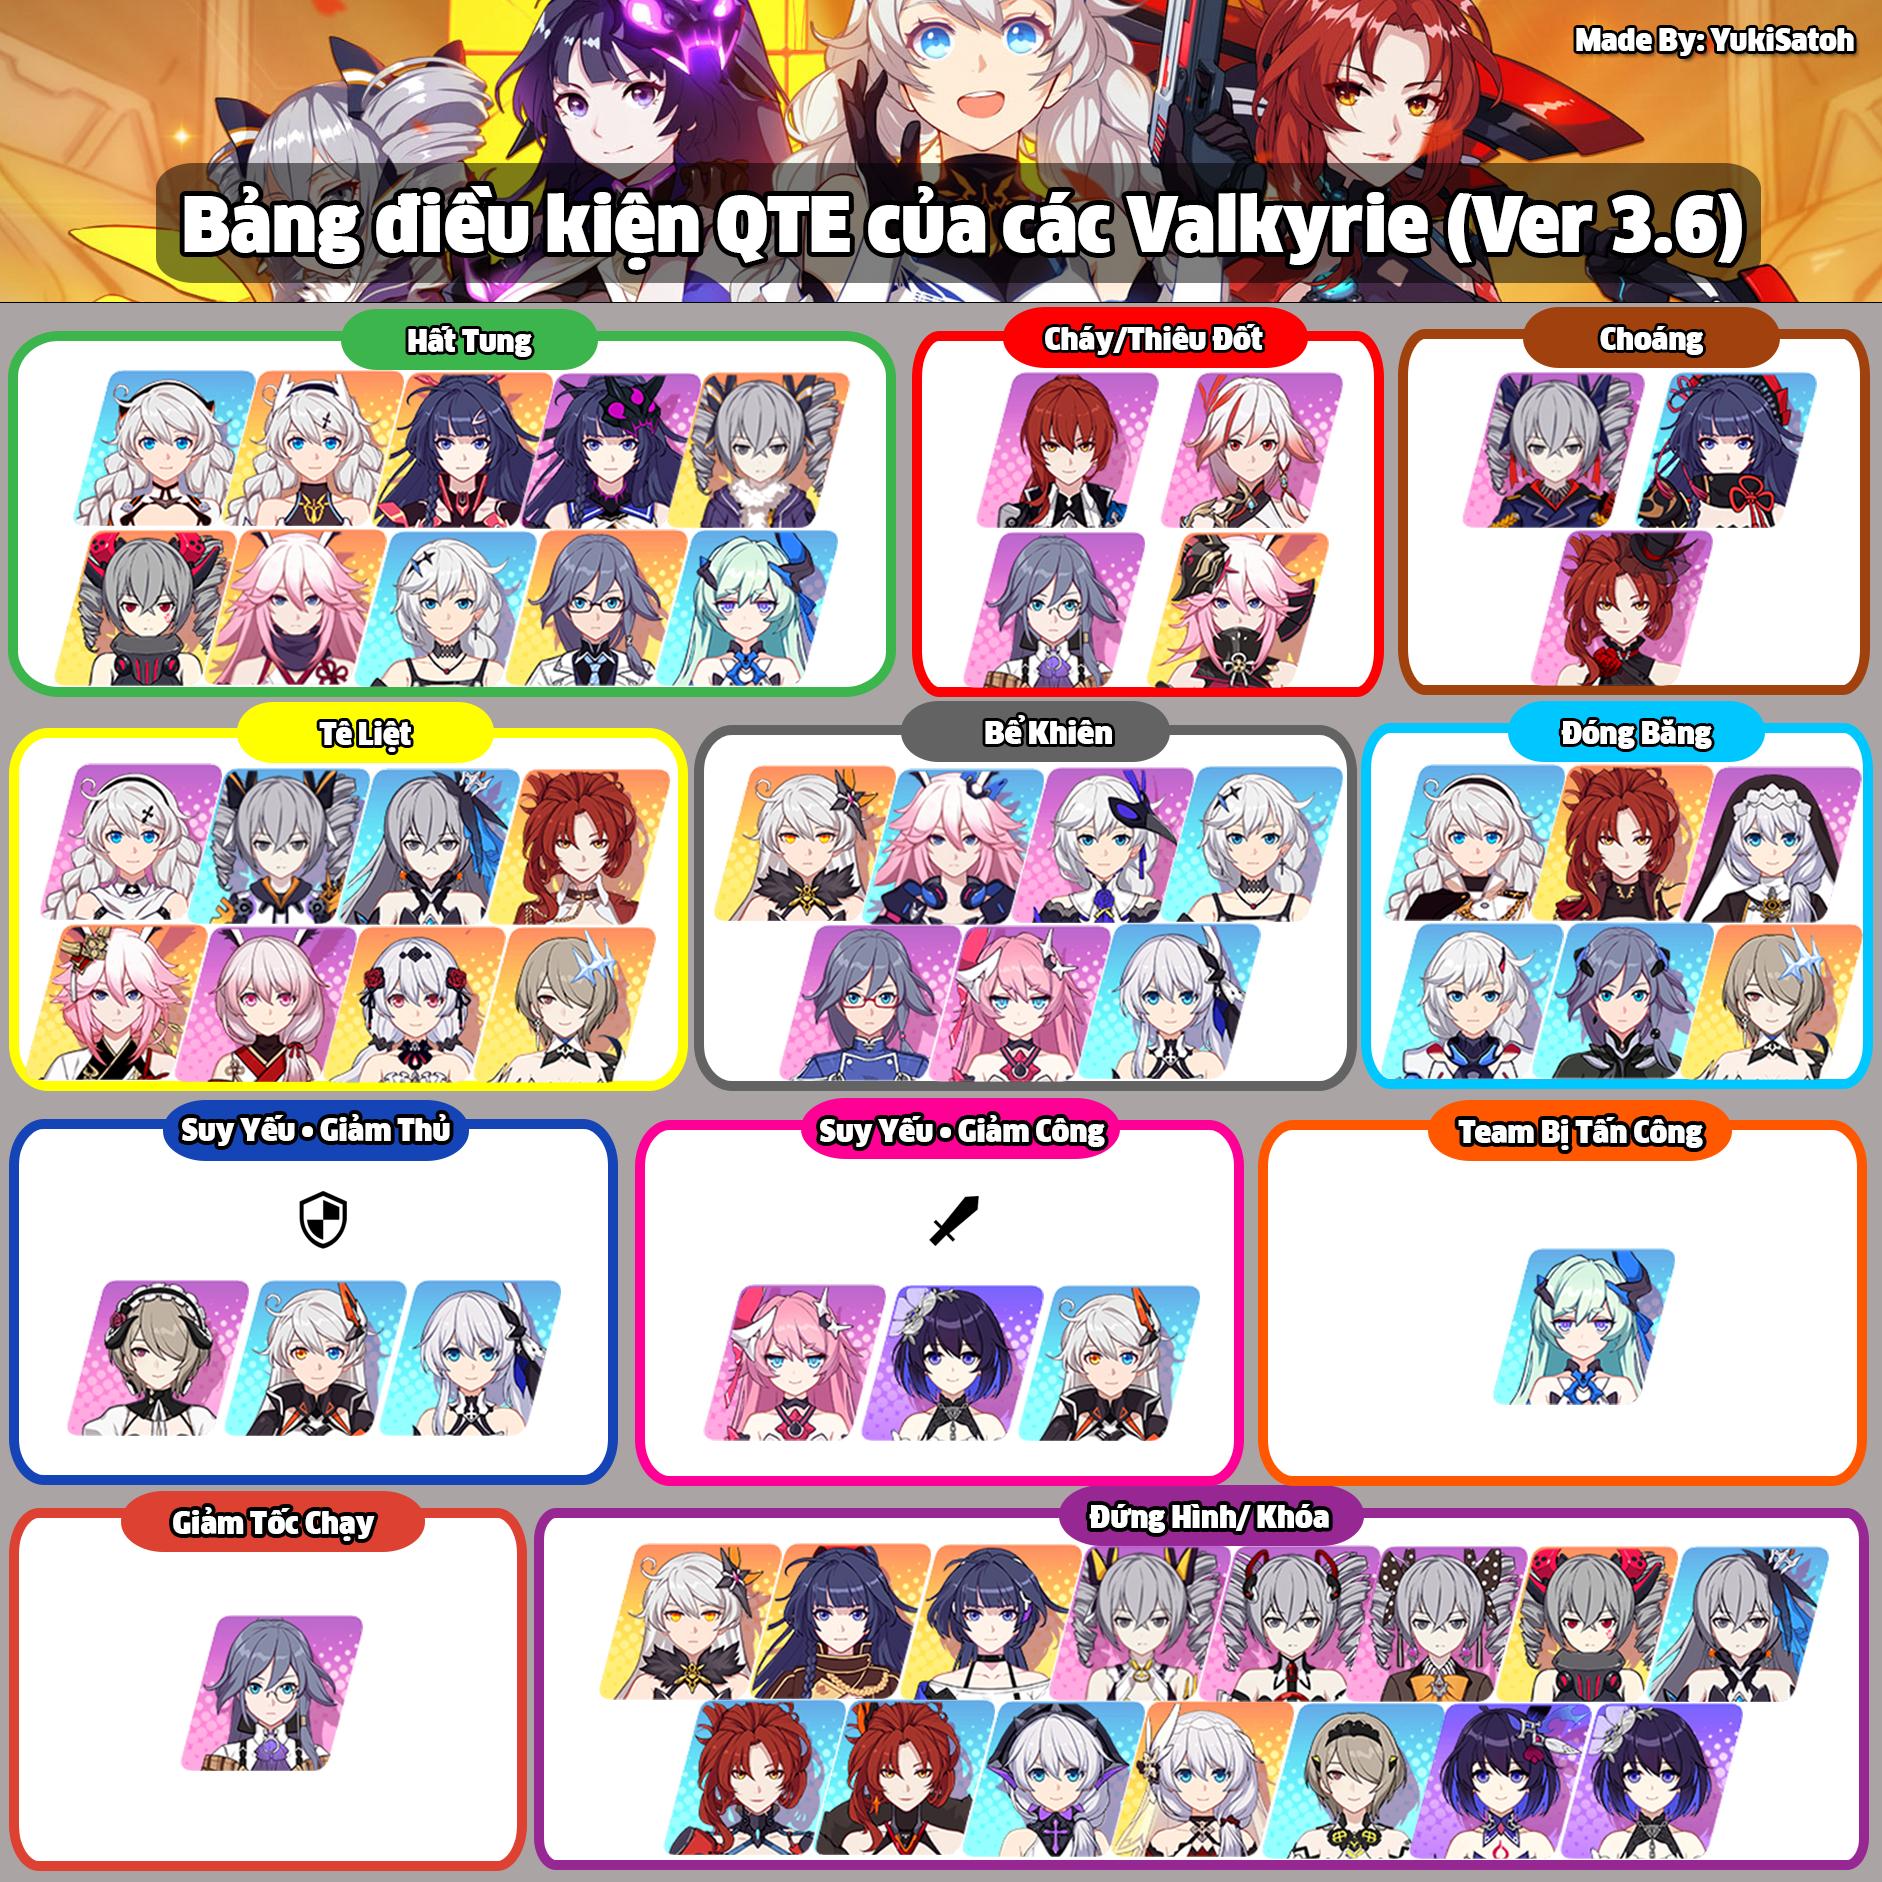 Made By: YukiSatoh
Bảng điều kiện QTE của các Valkyrie (Ver 3.6)
Hất Tung
Cháy/Thiêu Đốt
Choáng
Tê Liệt
Bể Khiên
Đóng Băng
Suy Yếu • Giảm Thủ
Suy Yếu • Giảm Công
Team Bị Tấn Công
Giảm Tốc Chạy
Đứng Hình/ Khóa